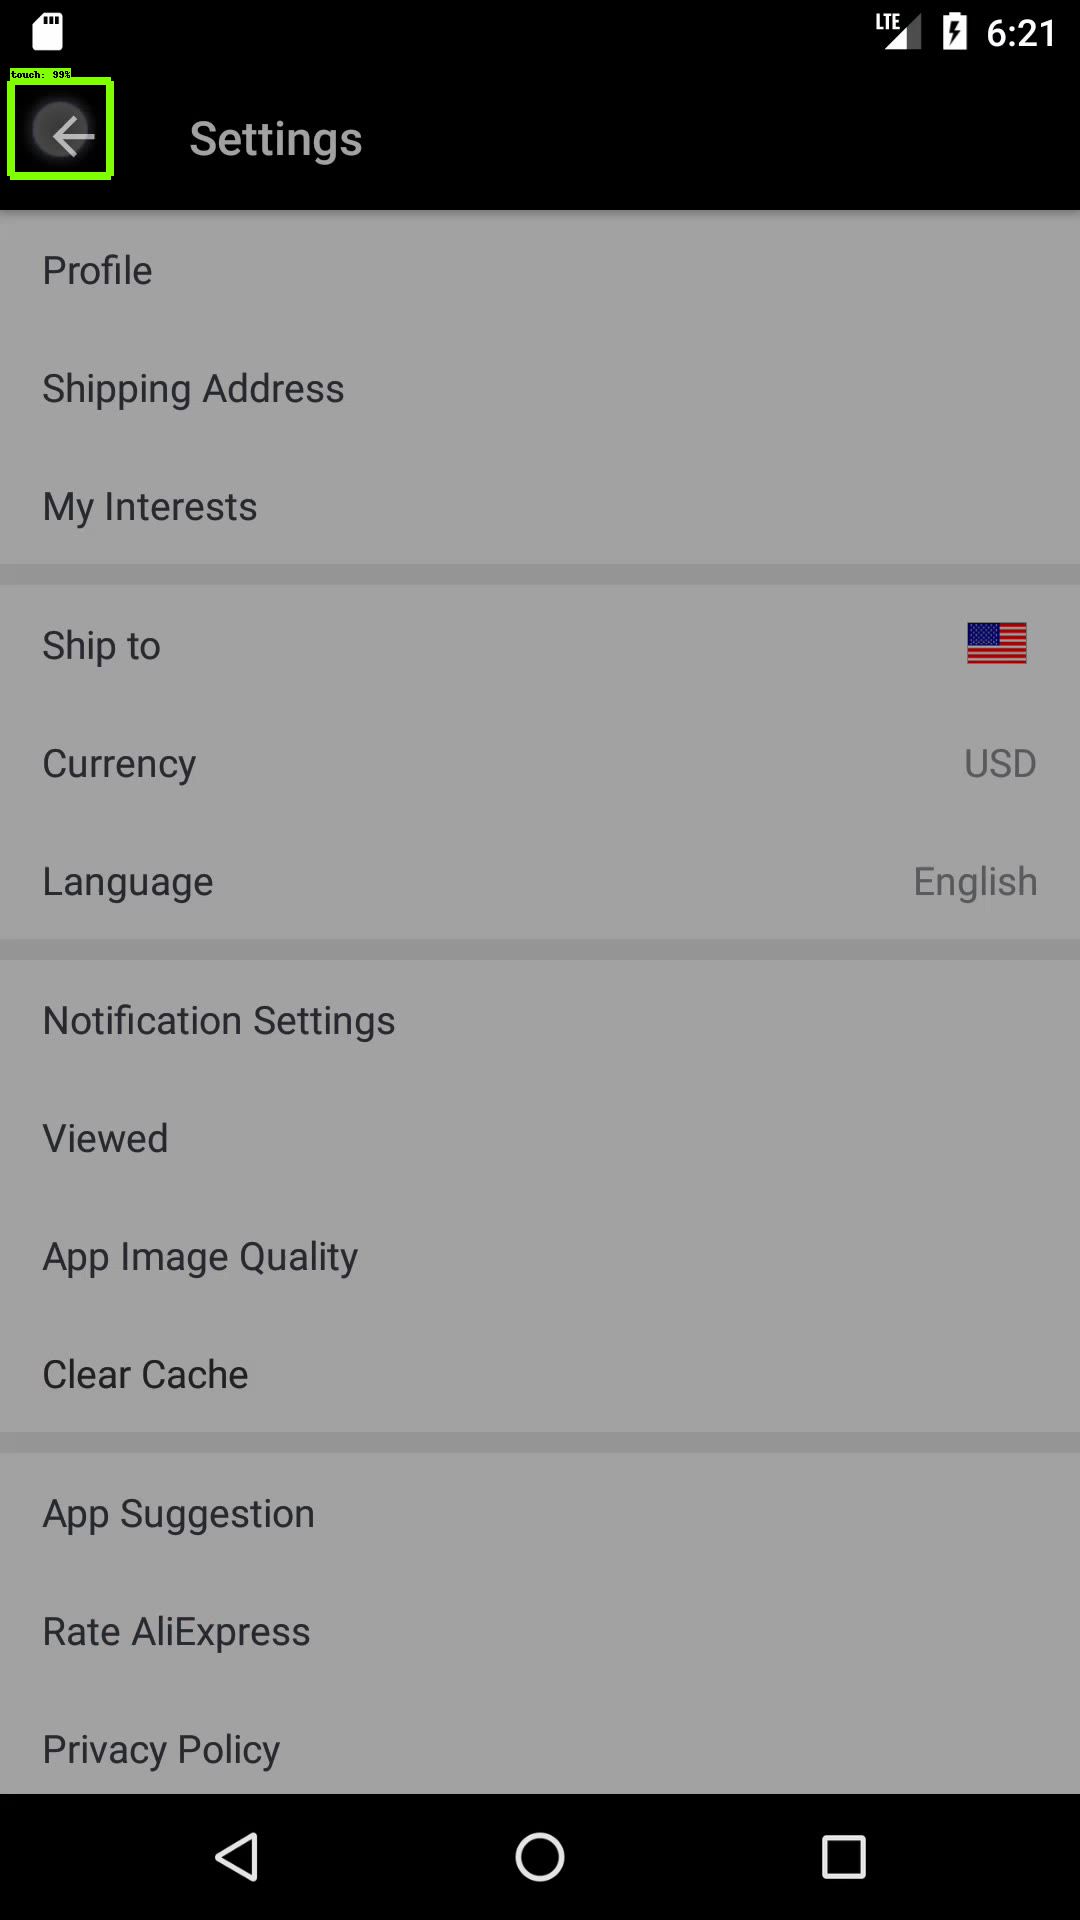 LTE 6:21
touch: 99%
Settings
Profile
Shipping Address
My Interests
Ship to
Currency USD
Language English
Notification Settings
Viewed
App Image Quality
Clear Cache
App Suggestion
Rate AliExpress
Privacy Policy